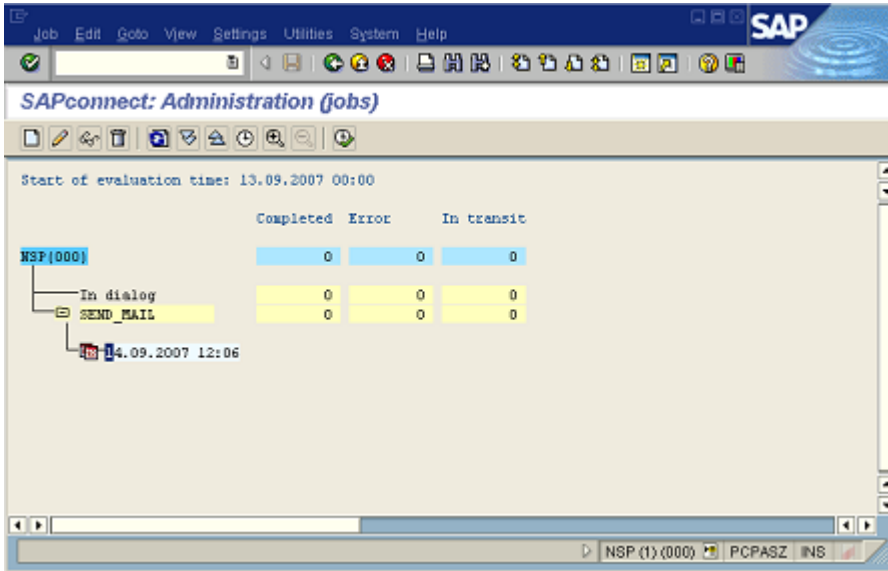 Job Edit Goto View Settings Utilities System Help
SAP
SAPconnect: Administration (jobs)
Start of evaluation time: 13.09.2007 00:00
Completed Error In transit
NSP(000) 0 0 0
In dialog 0 0 0
SEND_MAIL 0 0 0
14.09.2007 12:06
NSP (1) (000) PCPASZ INS